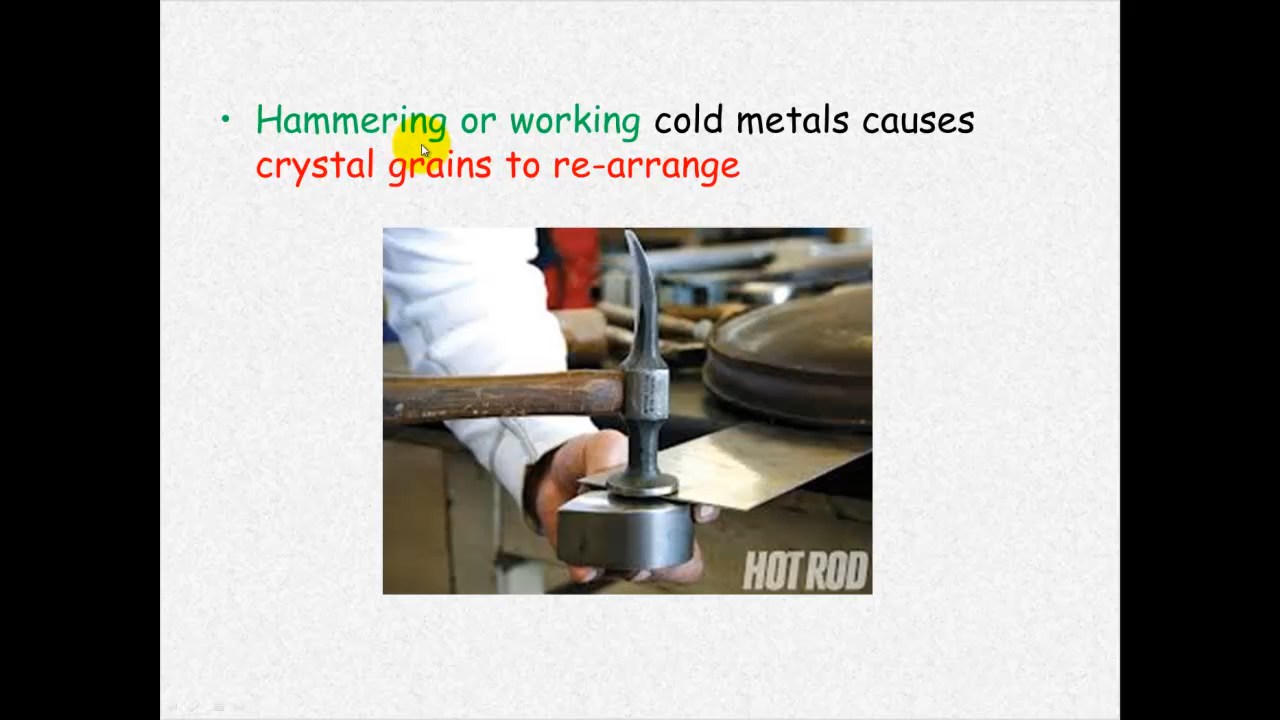 • Hammering or working cold metals causes
crystal grains to re-arrange
HOT ROD